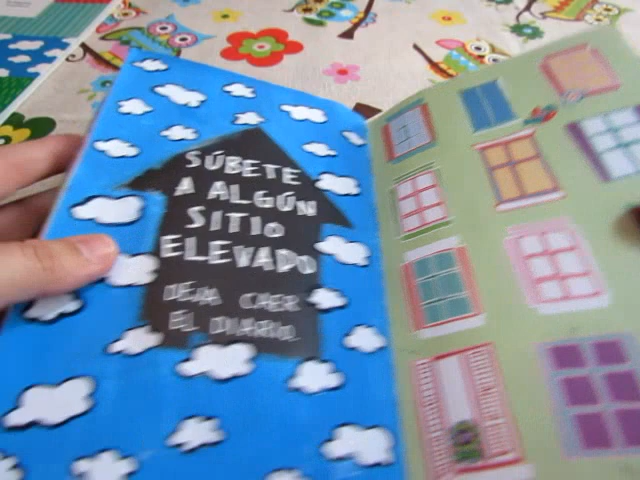 SÚBETE
A ALGÚN
SITIO
ELEVADO
DEJA CAER
EL DIARIO.